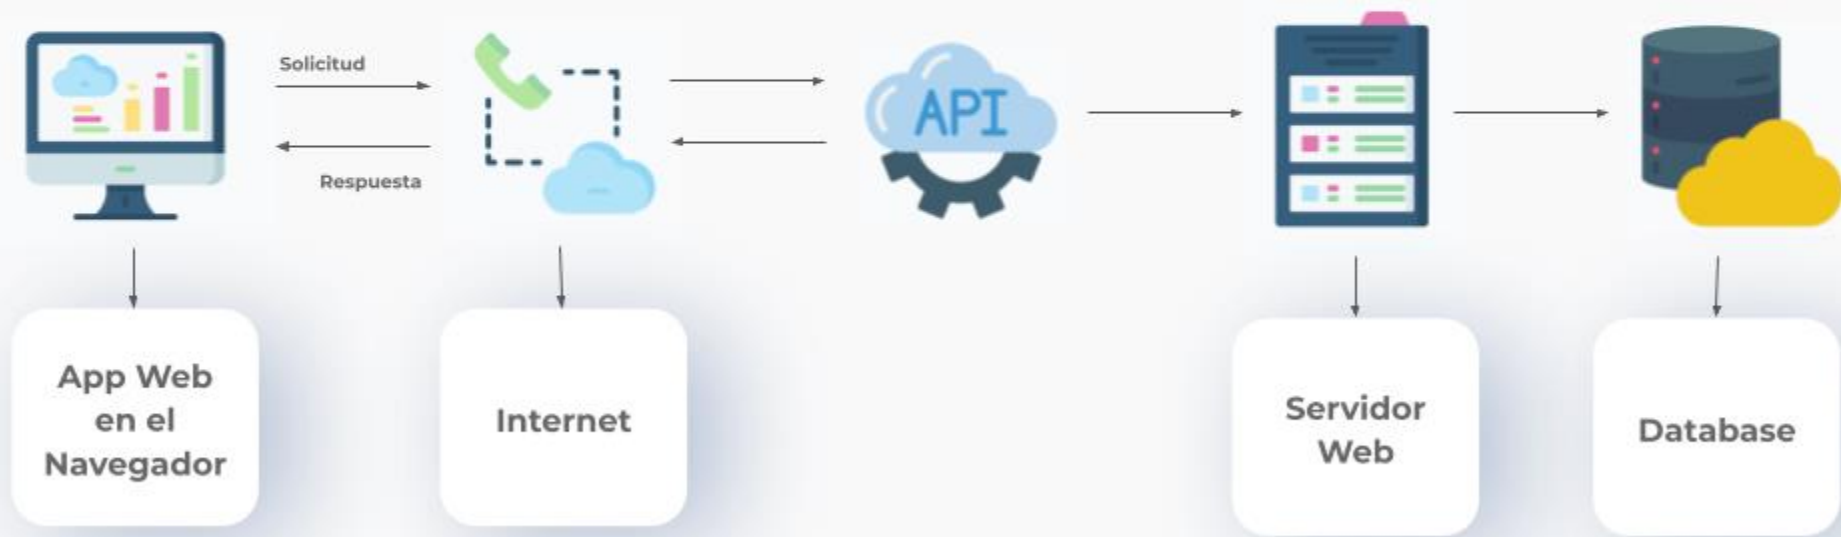 Solicitud
Respuesta
API
App Web
en el
Navegador
Internet
Servidor
Web
Database